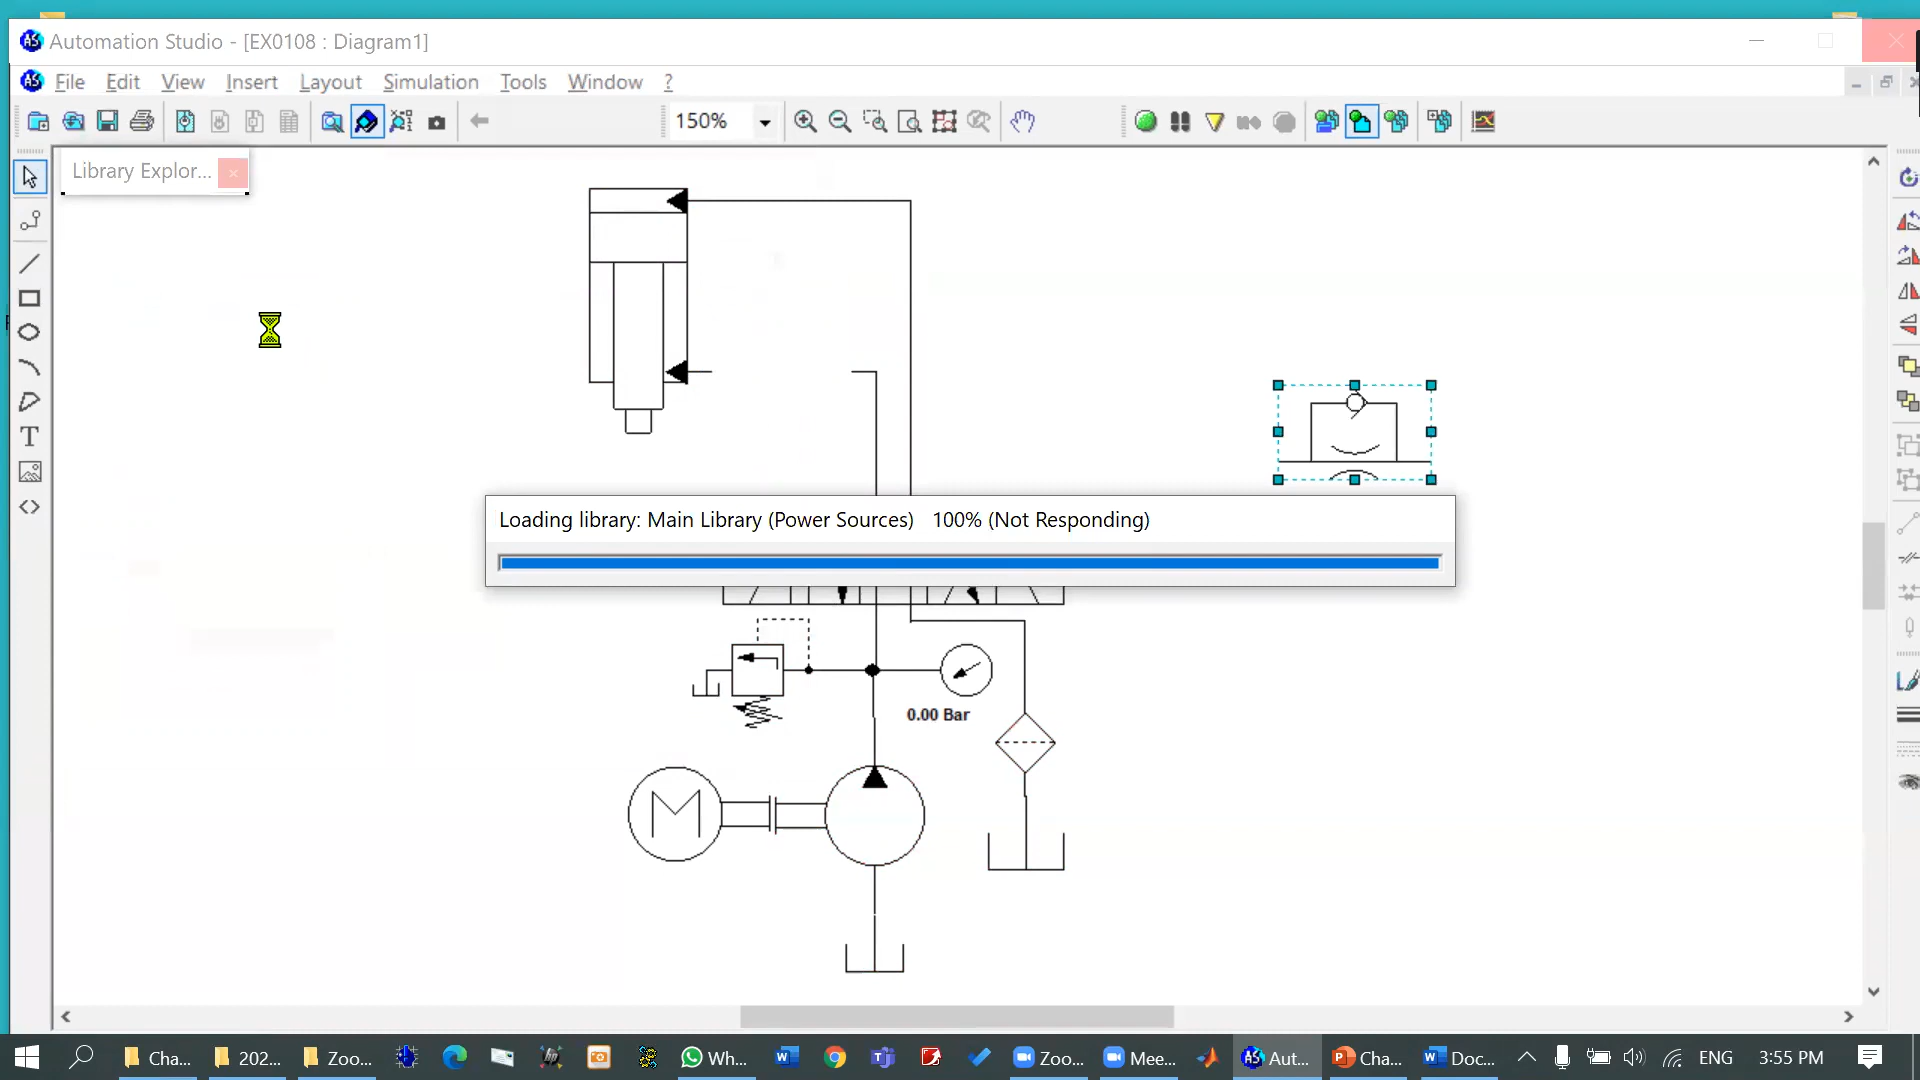 Automation Studio - [EX0108 : Diagram1]
File Edit View Insert Layout Simulation Tools Window ?
150%
Library Explor...
T
Loading library: Main Library (Power Sources) 100% (Not Responding)
0.00 Bar
M
Cha...
202...
Zoo...
Wh...
Zoo...
Mee...
Aut...
Cha...
Doc...
ENG
3:55 PM